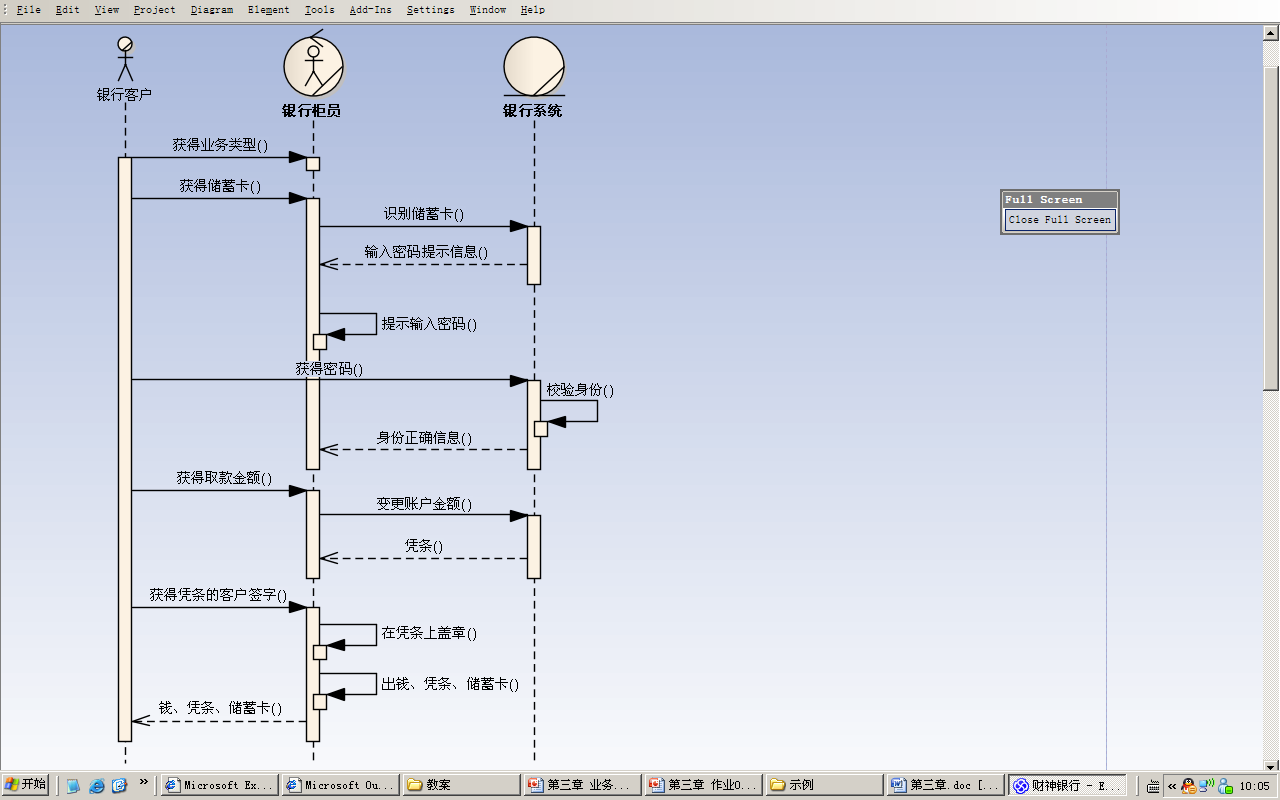 File Edit View Project Diagram Element Tools Add-Ins Settings Window Help
银行客户
银行柜员
银行系统
获得业务类型()
获得储蓄卡()
识别储蓄卡()
输入密码提示信息()
提示输入密码()
获得密码()
校验身份()
身份正确信息()
获得取款金额()
变更账户金额()
凭条()
获得凭条的客户签字()
在凭条上盖章()
出钱、凭条、储蓄卡()
钱、凭条、储蓄卡()
Full Screen
Close Full Screen
开始 » Microsoft Ex... Microsoft Ou... 教案 第三章 业务... 第三章 作业0... 示例 第三章.doc [... 财神银行 - E... « 10:05